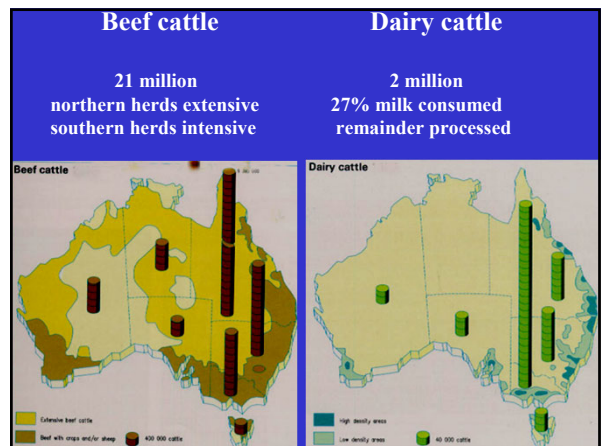 Beef cattle
21 million
northern herds extensive
southern herds intensive
Beef cattle
Extensive beef cattle
Beef with crops and/or sheep
400 000 cattle
Dairy cattle
2 million
27% milk consumed
remainder processed
Dairy cattle
High density areas
Low density areas
40 000 cattle